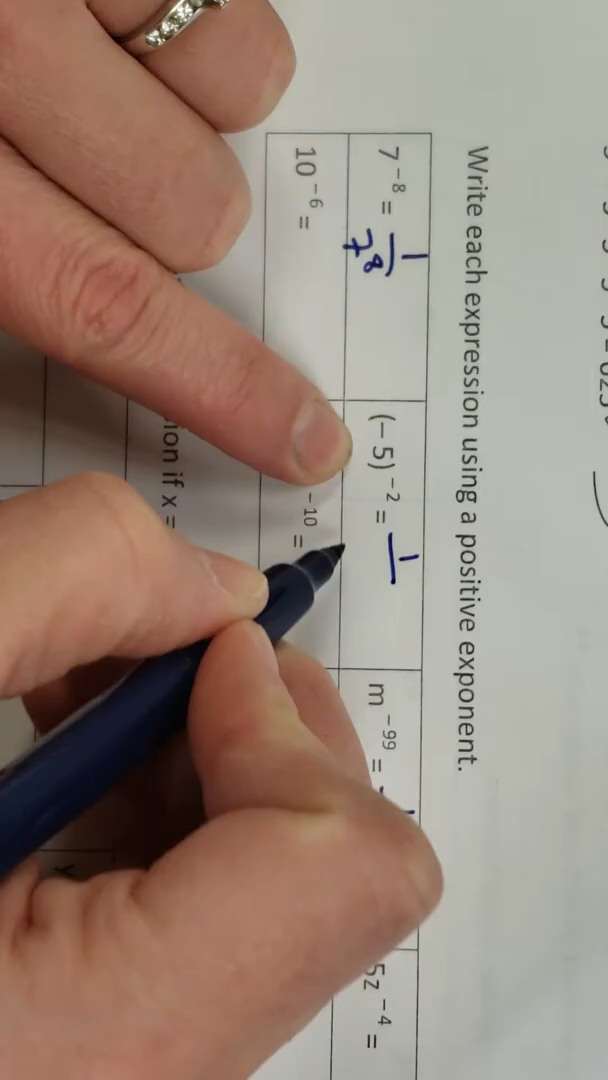 Write each expression using a positive exponent.
7⁻⁸ = 1/7⁸
(−5)⁻² = 1/
m⁻⁹⁹ =
5z⁻⁴ =
10⁻⁶ =
⁻¹⁰ =
if x =
y